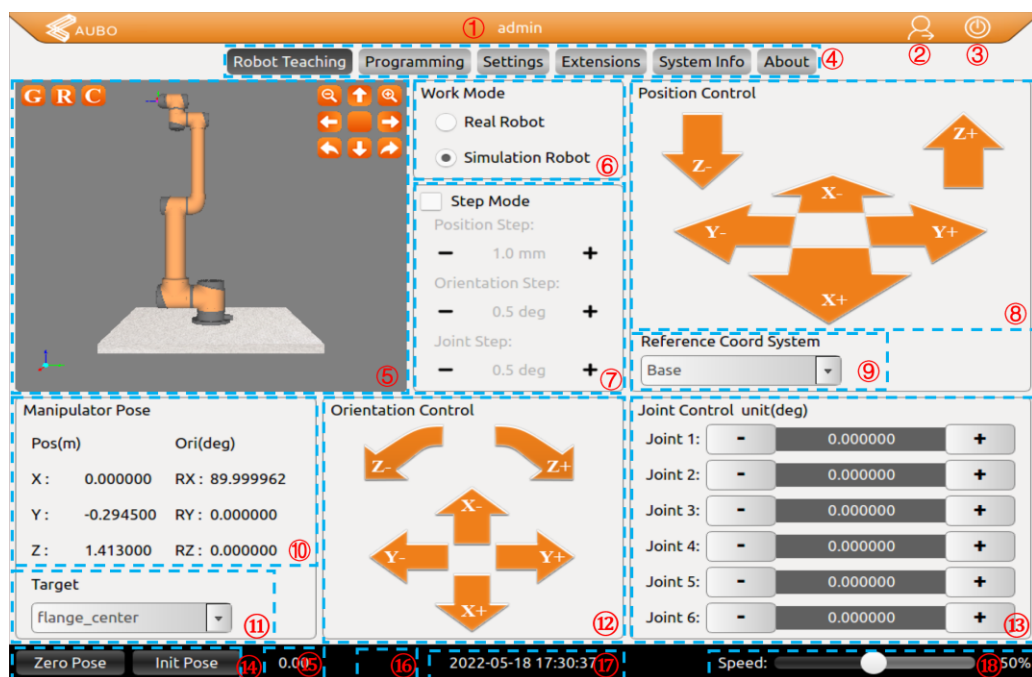 AUBO
① admin
② ③
Robot Teaching Programming Settings Extensions System Info About ④
G R C
⑤
Work Mode
Real Robot
Simulation Robot
⑥
Step Mode
Position Step:
- 1.0 mm +
Orientation Step:
- 0.5 deg +
Joint Step:
- 0.5 deg +
⑦
Position Control
Z- Z+
X-
Y- Y+
X+
⑧
Reference Coord System
Base
⑨
Manipulator Pose
Pos(m) Ori(deg)
X : 0.000000 RX : 89.999962
Y : -0.294500 RY : 0.000000
Z : 1.413000 RZ : 0.000000
⑩
Target
flange_center
⑪
Orientation Control
Z- Z+
X-
Y- Y+
X+
⑫
Joint Control unit(deg)
Joint 1: - 0.000000 +
Joint 2: - 0.000000 +
Joint 3: - 0.000000 +
Joint 4: - 0.000000 +
Joint 5: - 0.000000 +
Joint 6: - 0.000000 +
⑬
Zero Pose Init Pose ⑭ 0.00 ⑮ ⑯ 2022-05-18 17:30:37 ⑰ Speed: ⑱ 50%